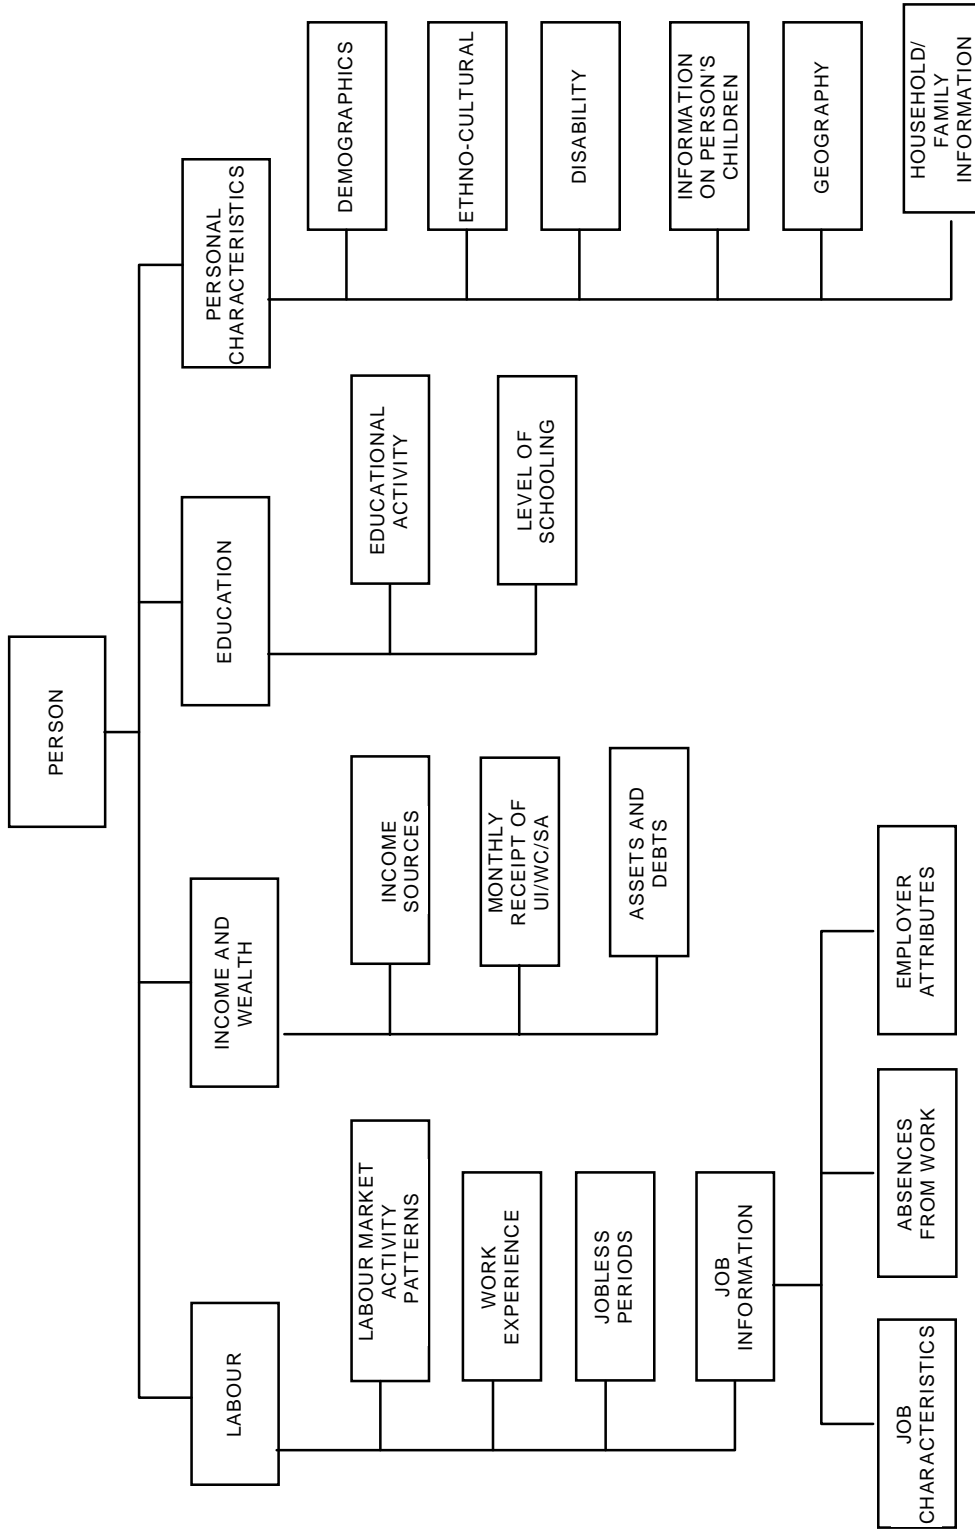 PERSON
LABOUR
LABOUR MARKET
ACTIVITY
PATTERNS
WORK
EXPERIENCE
JOBLESS
PERIODS
JOB
INFORMATION
JOB
CHARACTERISTICS
ABSENCES
FROM WORK
EMPLOYER
ATTRIBUTES
INCOME AND
WEALTH
INCOME
SOURCES
MONTHLY
RECEIPT OF
UI/WC/SA
ASSETS AND
DEBTS
EDUCATION
EDUCATIONAL
ACTIVITY
LEVEL OF
SCHOOLING
PERSONAL
CHARACTERISTICS
DEMOGRAPHICS
ETHNO-CULTURAL
DISABILITY
INFORMATION
ON PERSON'S
CHILDREN
GEOGRAPHY
HOUSEHOLD/
FAMILY
INFORMATION